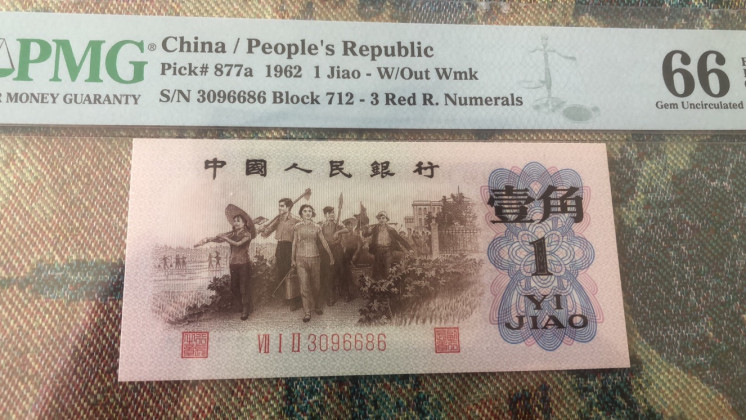 PMG® China / People's Republic
Pick# 877a 1962 1 Jiao - W/Out Wmk
MONEY GUARANTY S/N 3096686 Block 712 - 3 Red R. Numerals
66
Gem Uncirculated
中國人民銀行
壹角
1
YI
JIAO
VII I II 3096686